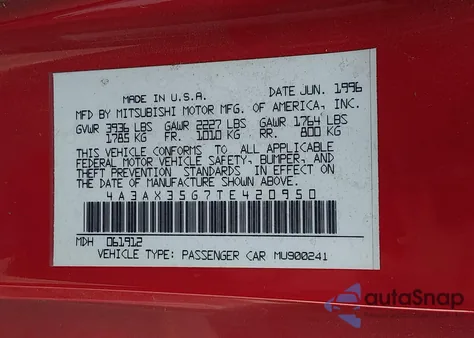 MADE IN U.S.A. DATE JUN. 1996
MFD BY MITSUBISHI MOTOR MFG. OF AMERICA, INC.
GVWR 3936 LBS GAWR 2227 LBS GAWR 1764 LBS
1785 KG FR. 1010 KG RR. 800 KG
THIS VEHICLE CONFORMS TO ALL APPLICABLE
FEDERAL MOTOR VEHICLE SAFETY, BUMPER, AND
THEFT PREVENTION STANDARDS IN EFFECT ON
THE DATE OF MANUFACTURE SHOWN ABOVE.
4A3AX35G7TE420950
MDH 061912
VEHICLE TYPE: PASSENGER CAR MU900241
autaSnap